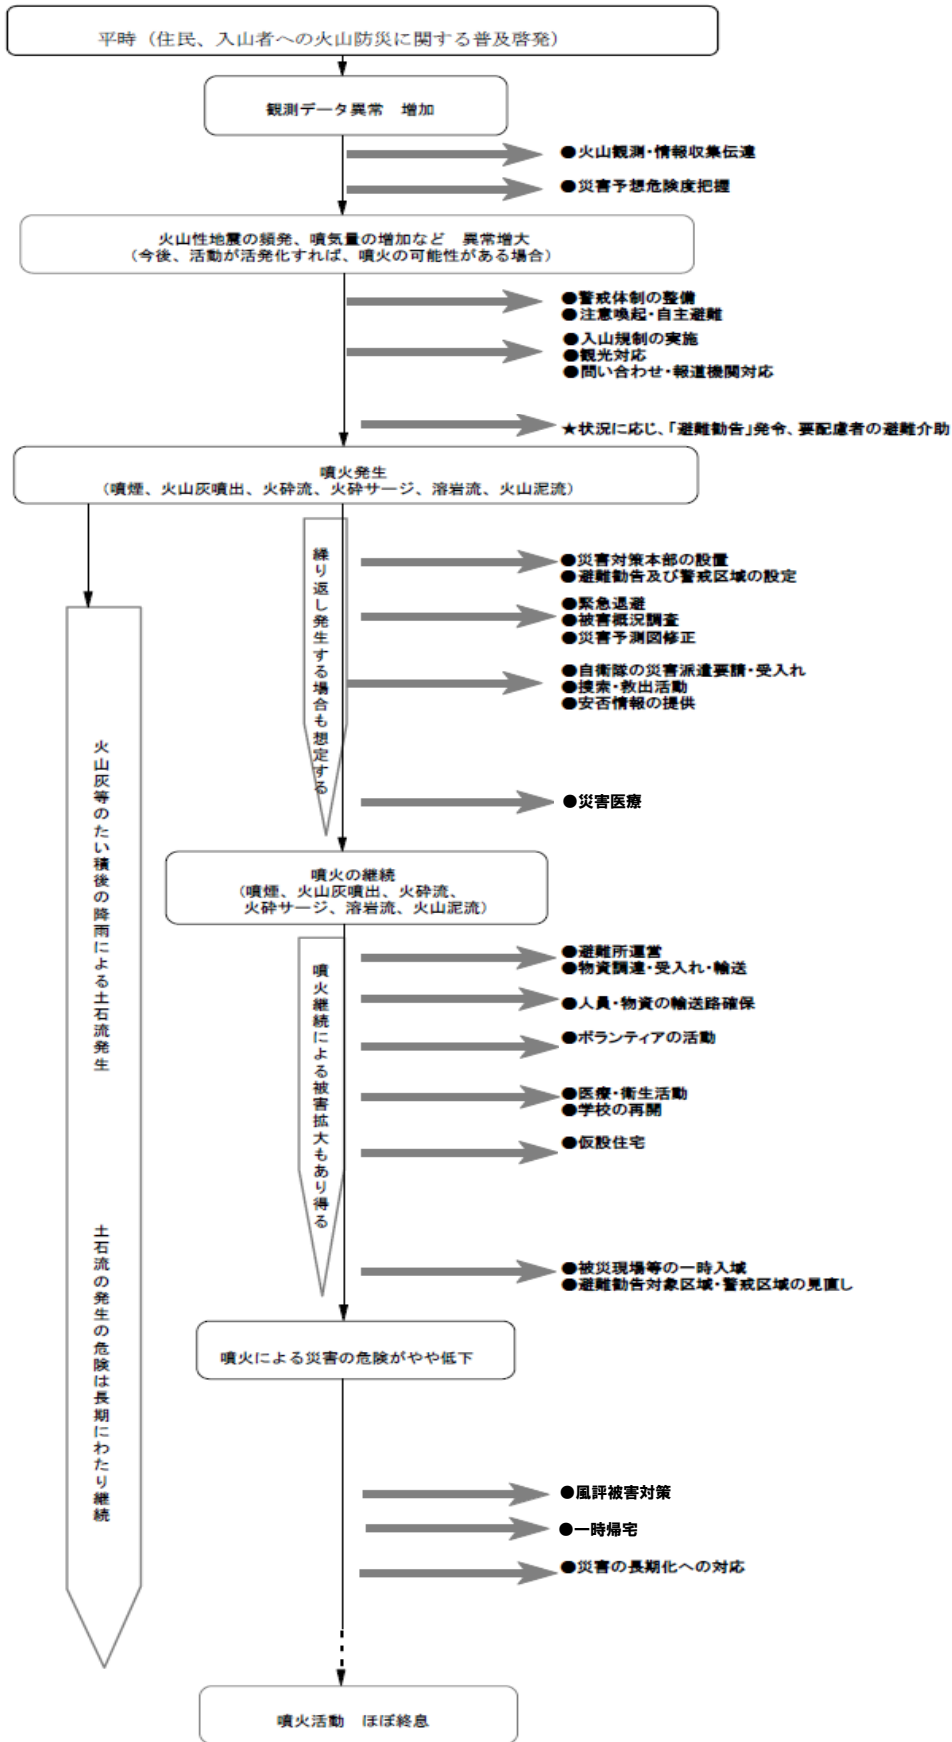 平時（住民、入山者への火山防災に関する普及啓発）
観測データ異常　増加
●火山観測・情報収集伝達
●災害予想危険度把握
火山性地震の頻発、噴気量の増加など　異常増大
（今後、活動が活発化すれば、噴火の可能性がある場合）
●警戒体制の整備
●注意喚起・自主避難
●入山規制の実施
●観光対応
●問い合わせ・報道機関対応
★状況に応じ、「避難勧告」発令、要配慮者の避難介助
噴火発生
（噴煙、火山灰噴出、火砕流、火砕サージ、溶岩流、火山泥流）
繰り返し発生する場合も想定する
●災害対策本部の設置
●避難勧告及び警戒区域の設定
●緊急退避
●被害概況調査
●災害予測図修正
●自衛隊の災害派遣要請・受入れ
●捜索・救出活動
●安否情報の提供
●災害医療
火山灰等のたい積後の降雨による土石流発生
土石流の発生の危険は長期にわたり継続
噴火の継続
（噴煙、火山灰噴出、火砕流、
火砕サージ、溶岩流、火山泥流）
噴火継続による被害拡大もあり得る
●避難所運営
●物資調達・受入れ・輸送
●人員・物資の輸送路確保
●ボランティアの活動
●医療・衛生活動
●学校の再開
●仮設住宅
●被災現場等の一時入域
●避難勧告対象区域・警戒区域の見直し
噴火による災害の危険がやや低下
●風評被害対策
●一時帰宅
●災害の長期化への対応
噴火活動　ほぼ終息